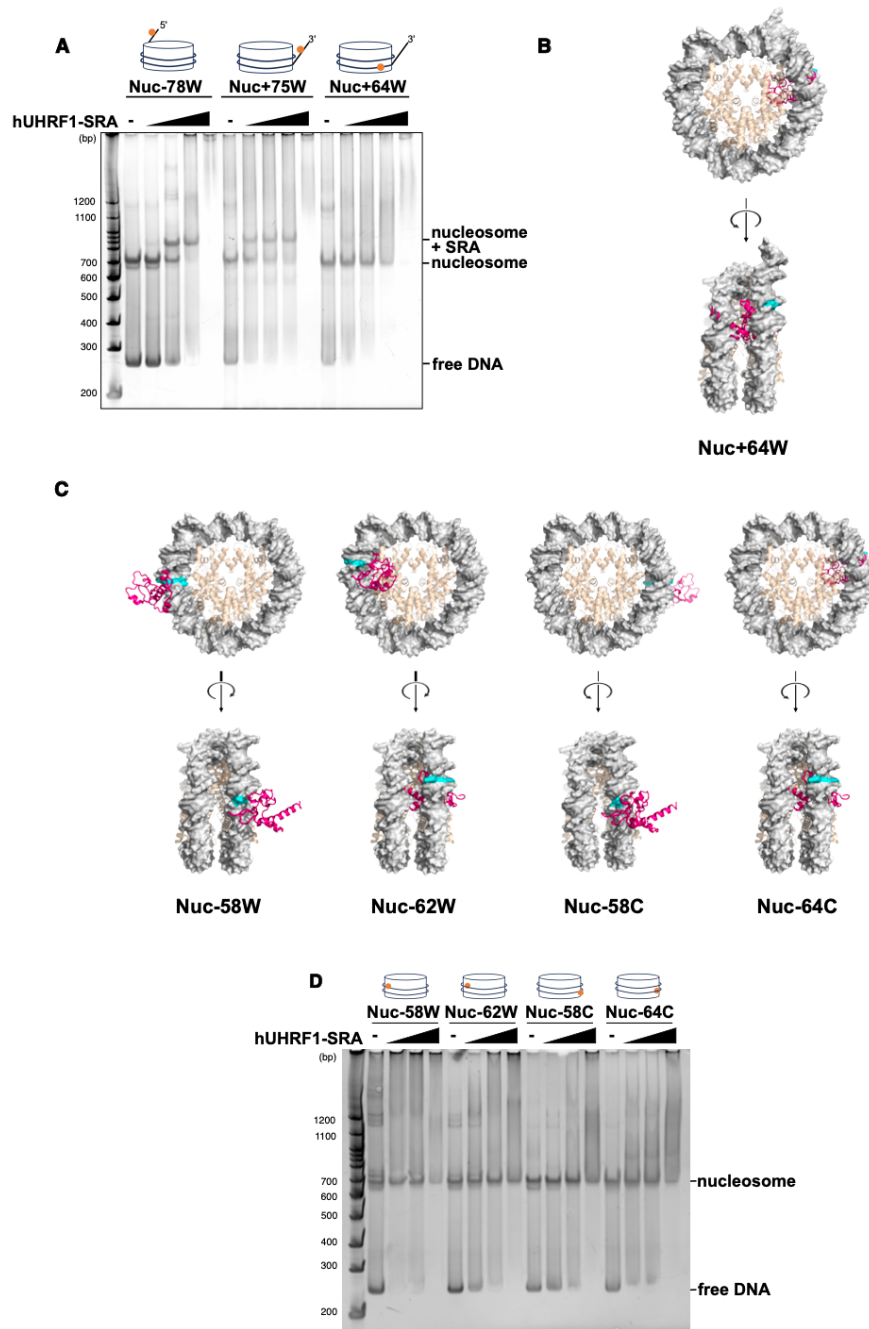 A
5'
3'
3'
Nuc-78W Nuc+75W Nuc+64W
hUHRF1-SRA - - -
(bp)
1200
1100
700
600
500
400
300
200
nucleosome
+ SRA
nucleosome
free DNA
B
Nuc+64W
C
Nuc-58W Nuc-62W Nuc-58C Nuc-64C
D
Nuc-58W Nuc-62W Nuc-58C Nuc-64C
hUHRF1-SRA - - - -
(bp)
1200
1100
700
600
500
400
300
200
nucleosome
free DNA